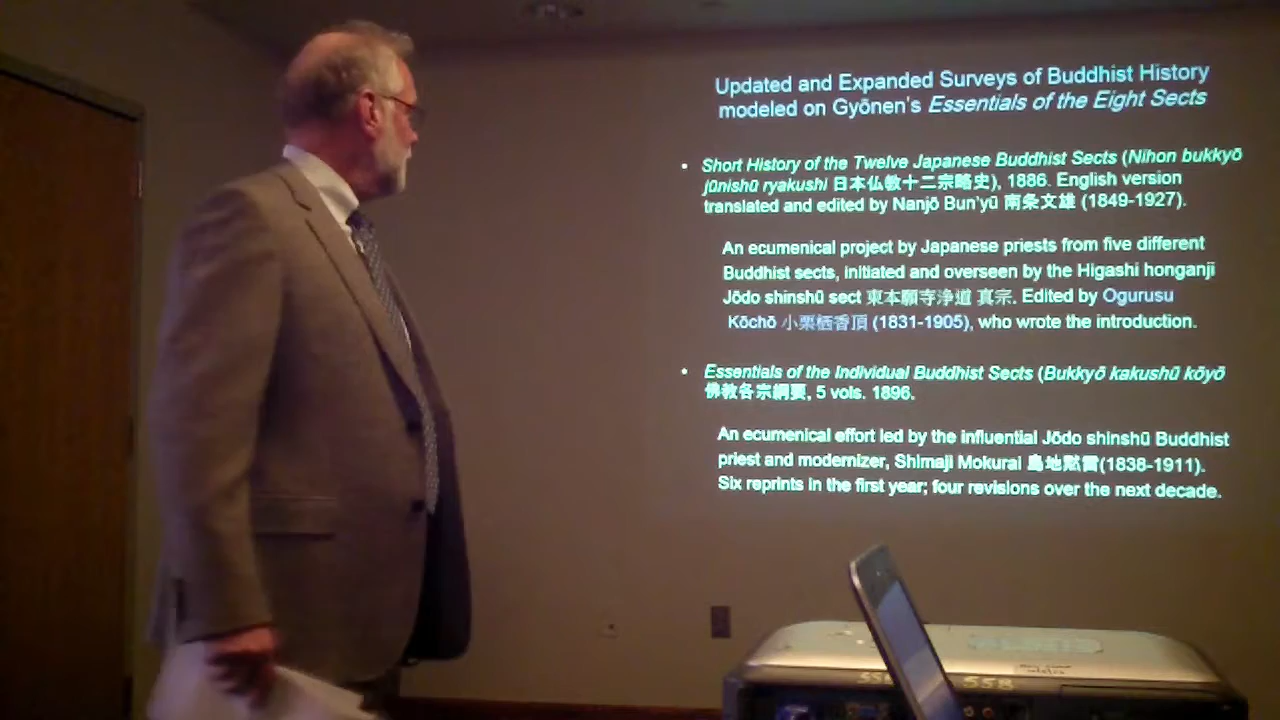 Updated and Expanded Surveys of Buddhist History
modeled on Gyōnen's Essentials of the Eight Sects
• Short History of the Twelve Japanese Buddhist Sects (Nihon bukkyō
jūnishū ryakushi 日本仏教十二宗略史), 1886. English version
translated and edited by Nanjō Bun'yū 南条文雄 (1849-1927).
An ecumenical project by Japanese priests from five different
Buddhist sects, initiated and overseen by the Higashi honganji
Jōdo shinshū sect 東本願寺浄道 真宗. Edited by Ogurusu
Kōchō 小栗栖香頂 (1831-1905), who wrote the introduction.
• Essentials of the Individual Buddhist Sects (Bukkyō kakushū kōyō
佛教各宗綱要, 5 vols. 1896.
An ecumenical effort led by the influential Jōdo shinshū Buddhist
priest and modernizer, Shimaji Mokurai 島地黙雷(1838-1911).
Six reprints in the first year; four revisions over the next decade.
558